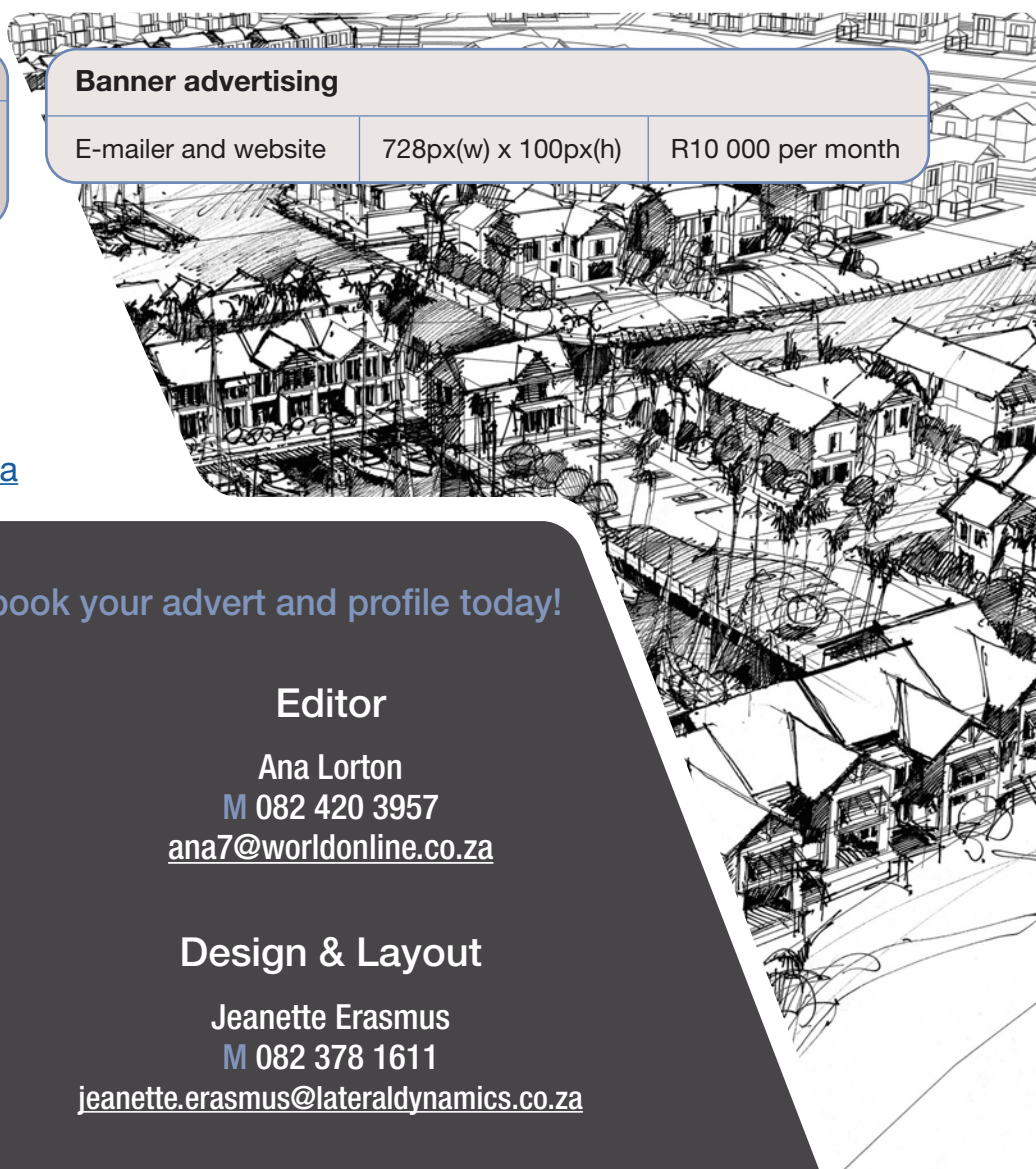 Banner advertising
E-mailer and website 728px(w) x 100px(h) R10 000 per month
a
book your advert and profile today!
Editor
Ana Lorton
M 082 420 3957
ana7@worldonline.co.za
Design & Layout
Jeanette Erasmus
M 082 378 1611
jeanette.erasmus@lateraldynamics.co.za